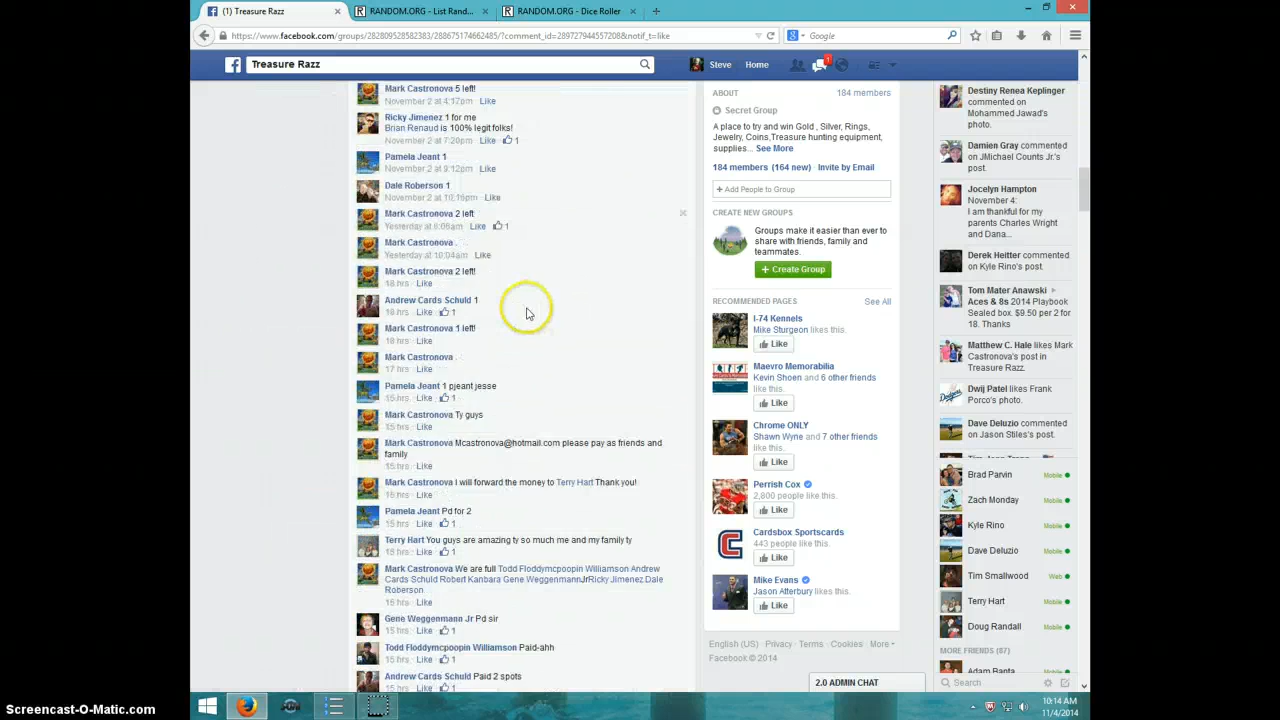 (1) Treasure Razz
RANDOM.ORG - List Rand...
RANDOM.ORG - Dice Roller
https://www.facebook.com/groups/282809528582383/288675174662485/?comment_id=289727944557208&notif_t=like
Google
Treasure Razz
Steve
Home
1
Mark Castronova 5 left!
November 2 at 4:17pm · Like
Ricky Jimenez 1 for me
Brian Renaud is 100% legit folks!
November 2 at 7:20pm · Like · 1
Pamela Jeant 1
November 2 at 9:12pm · Like
Dale Roberson 1
November 2 at 10:16pm · Like
Mark Castronova 2 left
Yesterday at 6:06am · Like · 1
Mark Castronova .
Yesterday at 10:04am · Like
Mark Castronova 2 left!
18 hrs · Like
Andrew Cards Schuld 1
18 hrs · Like · 1
Mark Castronova 1 left!
18 hrs · Like
Mark Castronova .
17 hrs · Like
Pamela Jeant 1 pjeant jesse
15 hrs · Like · 1
Mark Castronova Ty guys
15 hrs · Like
Mark Castronova Mcastronova@hotmail.com please pay as friends and
family
15 hrs · Like
Mark Castronova I will forward the money to Terry Hart Thank you!
15 hrs · Like
Pamela Jeant Pd for 2
15 hrs · Like · 1
Terry Hart You guys are amazing ty so much me and my family ty
15 hrs · Like · 1
Mark Castronova We are full Todd Floddymcpoopin Williamson Andrew
Cards Schuld Robert Kanbara Gene WeggenmannJrRicky Jimenez.Dale
Roberson
15 hrs · Like
Gene Weggenmann Jr Pd sir
15 hrs · Like · 1
Todd Floddymcpoopin Williamson Paid-ahh
15 hrs · Like · 1
Andrew Cards Schuld Paid 2 spots
15 hrs · Like · 1
ABOUT
184 members
Secret Group
A place to try and win Gold , Silver, Rings,
Jewelry, Coins,Treasure hunting equipment,
supplies... See More
184 members (164 new) · Invite by Email
+ Add People to Group
CREATE NEW GROUPS
Groups make it easier than ever to
share with friends, family and
teammates.
+ Create Group
RECOMMENDED PAGES
See All
I-74 Kennels
Mike Sturgeon likes this.
Like
Maevro Memorabilia
Kevin Shoen and 6 other friends
like this.
Like
Chrome ONLY
Shawn Wyne and 7 other friends
like this.
Like
Perrish Cox
2,800 people like this.
Like
Cardsbox Sportscards
443 people like this.
Like
Mike Evans
Jason Atterbury likes this.
Like
English (US) · Privacy · Terms · Cookies · More
Facebook © 2014
2.0 ADMIN CHAT
Destiny Renea Keplinger
commented on
Mohammed Jawad's
photo.
Damien Gray commented
on JMichael Counts Jr.'s
post.
Jocelyn Hampton
November 4:
I am thankful for my
parents Charles Wright
and Dana...
Derek Heitter commented
on Kyle Rino's post.
Tom Mater Anawski
Aces & 8s 2014 Playbook
Sealed box. $9.50 per 2 for
18. Thanks
Matthew C. Hale likes Mark
Castronova's post in
Treasure Razz.
Dwij Patel likes Frank
Porco's photo.
Dave Deluzio commented
on Jason Stiles's post.
Brad Parvin Mobile
Zach Monday Mobile
Kyle Rino Mobile
Dave Deluzio Mobile
Tim Smallwood Web
Terry Hart Mobile
Doug Randall Mobile
MORE FRIENDS (87)
Adam Banta
Search
10:14 AM
11/4/2014
Screencast-O-Matic.com